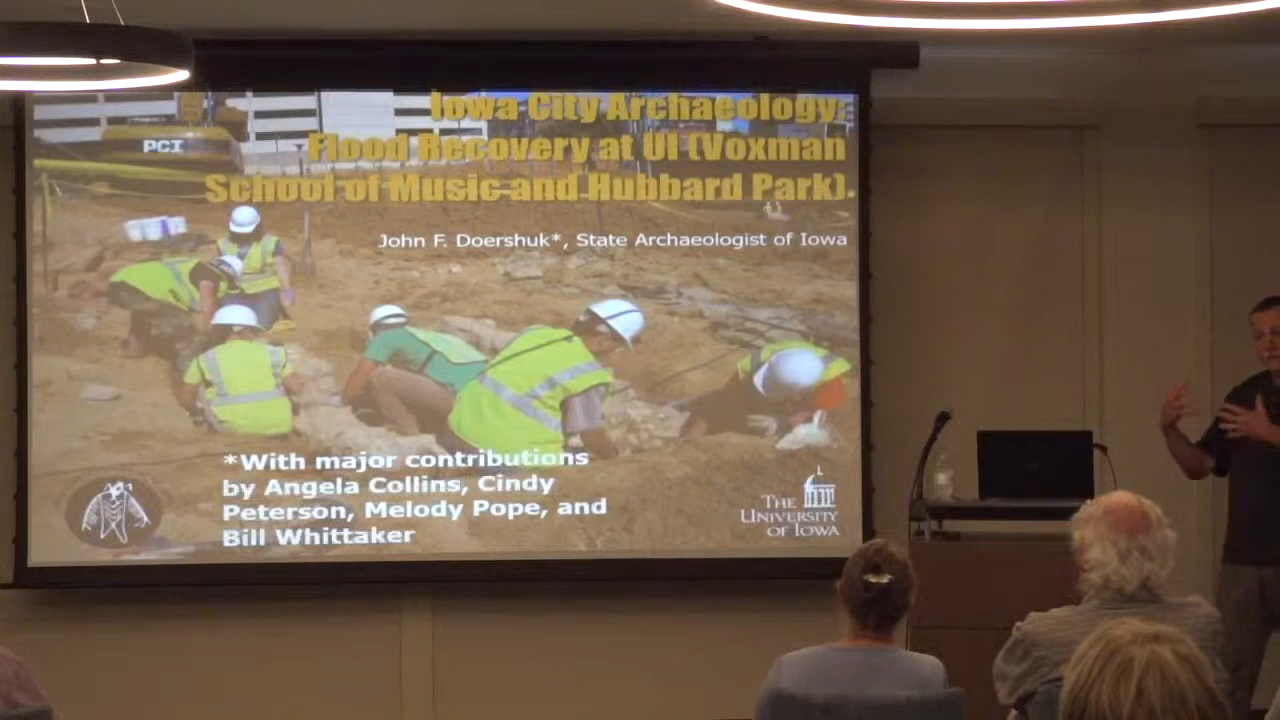 Iowa City Archaeology:
Flood Recovery at UI (Voxman
School of Music and Hubbard Park).
PCI
John F. Doershuk*, State Archaeologist of Iowa
*With major contributions
by Angela Collins, Cindy
Peterson, Melody Pope, and
Bill Whittaker
THE
UNIVERSITY
OF IOWA